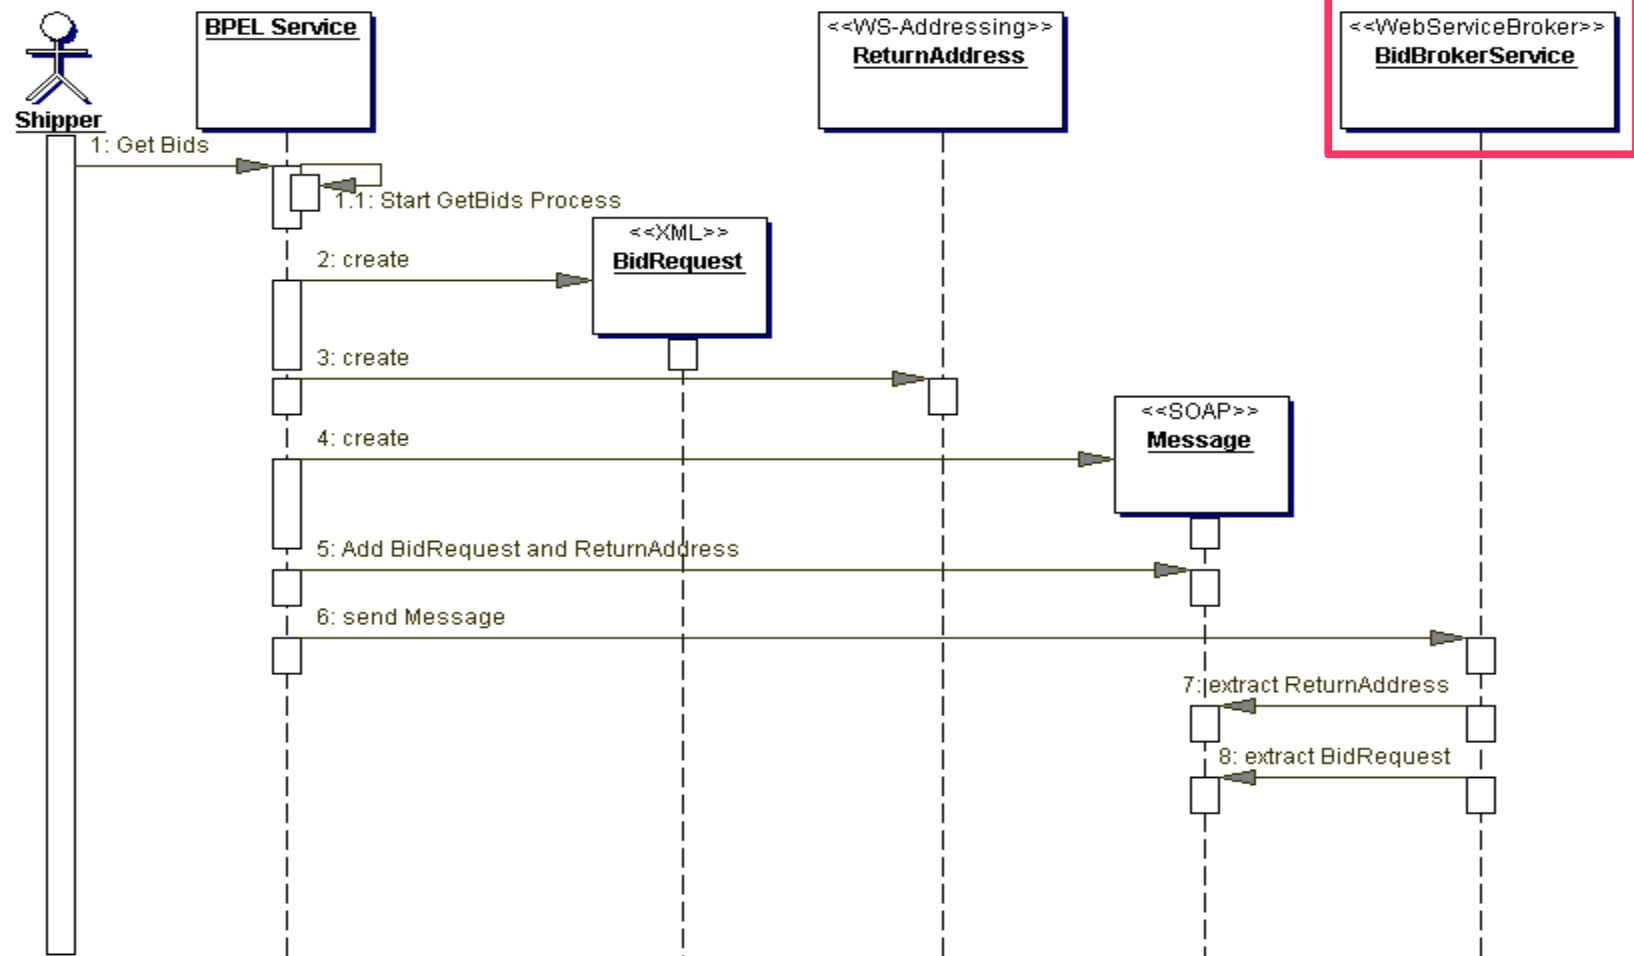 BPEL Service
<<WS-Addressing>>
ReturnAddress
<<WebServiceBroker>>
BidBrokerService
Shipper
1: Get Bids
1.1: Start GetBids Process
<<XML>>
BidRequest
2: create
3: create
<<SOAP>>
Message
4: create
5: Add BidRequest and ReturnAddress
6: send Message
7: extract ReturnAddress
8: extract BidRequest